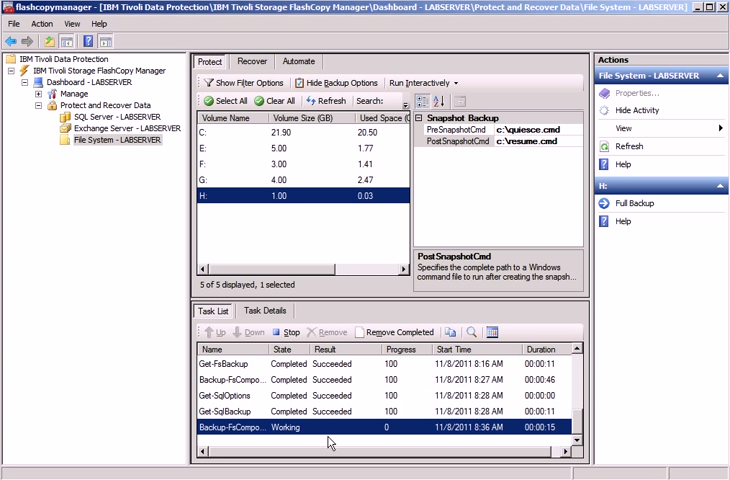 flashcopymanager - [IBM Tivoli Data Protection\IBM Tivoli Storage FlashCopy Manager\Dashboard - LABSERVER\Protect and Recover Data\File System - LABSERVER]
File Action View Help
IBM Tivoli Data Protection
IBM Tivoli Storage FlashCopy Manager
Dashboard - LABSERVER
Manage
Protect and Recover Data
SQL Server - LABSERVER
Exchange Server - LABSERVER
File System - LABSERVER
Protect Recover Automate
Show Filter Options Hide Backup Options Run Interactively
Select All Clear All Refresh Search:
Volume Name Volume Size (GB) Used Space (
C: 21.90 20.50
E: 5.00 1.77
F: 3.00 1.41
G: 4.00 2.47
H: 1.00 0.03
5 of 5 displayed, 1 selected
Snapshot Backup
PreSnapshotCmd c:\quiesce.cmd
PostSnapshotCmd c:\resume.cmd
PostSnapshotCmd
Specifies the complete path to a Windows
command file to run after creating the snapsh...
Task List Task Details
Up Down Stop Remove Remove Completed
Name State Result Progress Start Time Duration
Get-FsBackup Completed Succeeded 100 11/8/2011 8:16 AM 00:00:11
Backup-FsCompo... Completed Succeeded 100 11/8/2011 8:27 AM 00:00:46
Get-SqlOptions Completed Succeeded 100 11/8/2011 8:28 AM 00:00:00
Get-SqlBackup Completed Succeeded 100 11/8/2011 8:28 AM 00:00:11
Backup-FsCompo... Working 0 11/8/2011 8:36 AM 00:00:15
Actions
File System - LABSERVER
Properties...
Hide Activity
View
Refresh
Help
H:
Full Backup
Help